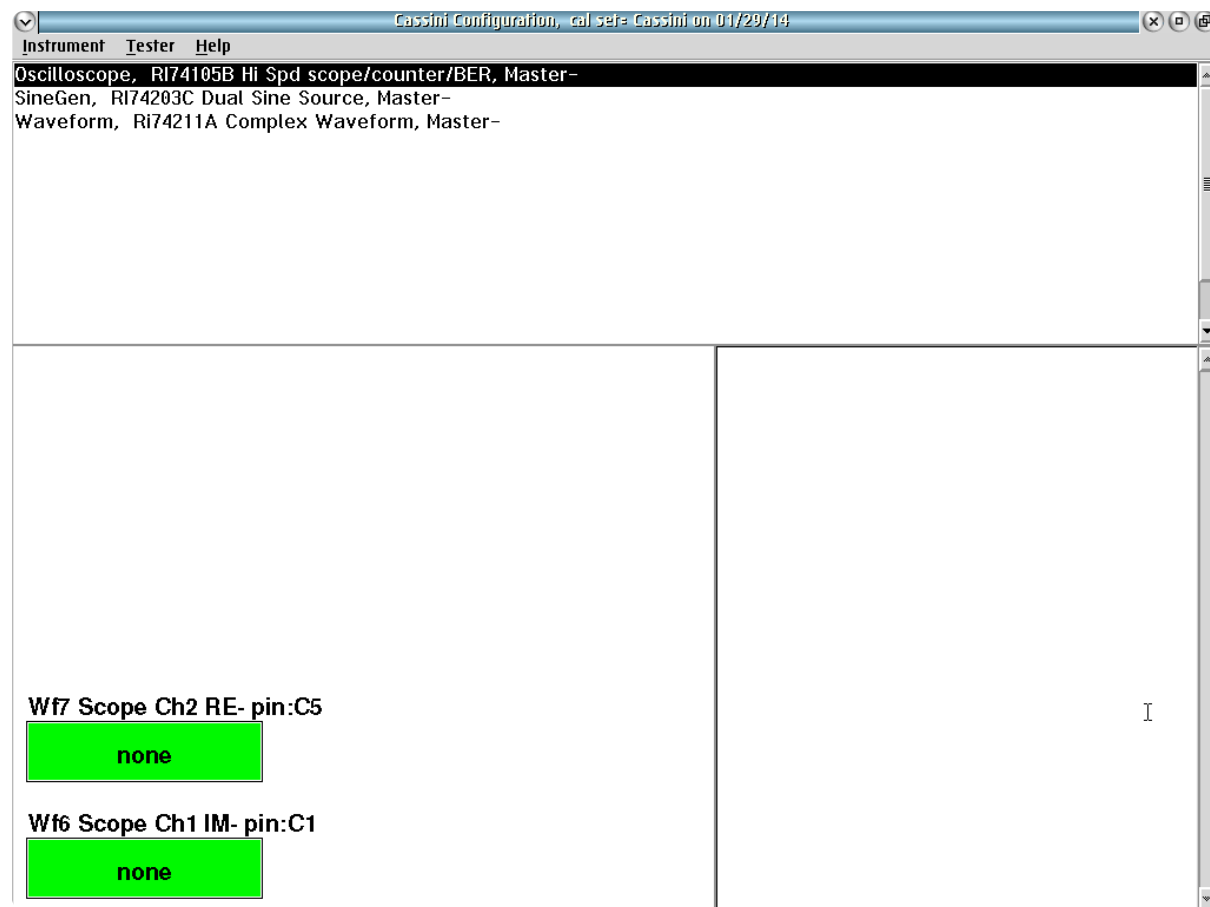 Cassini Configuration, cal set= Cassini on 01/29/14
Instrument Tester Help
Oscilloscope, RI74105B Hi Spd scope/counter/BER, Master-
SineGen, RI74203C Dual Sine Source, Master-
Waveform, Ri74211A Complex Waveform, Master-
Wf7 Scope Ch2 RE- pin:C5
none
Wf6 Scope Ch1 IM- pin:C1
none